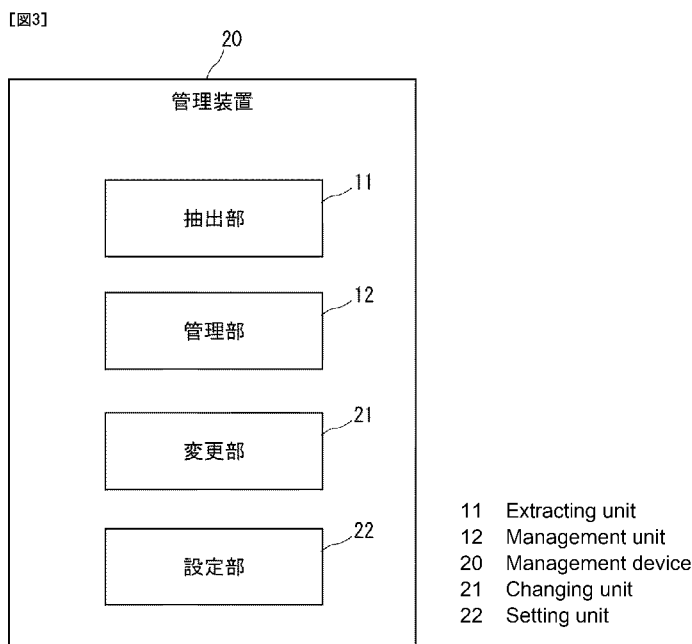 [図3]
20
管理装置
11
抽出部
12
管理部
21
変更部
22
設定部
11 Extracting unit
12 Management unit
20 Management device
21 Changing unit
22 Setting unit